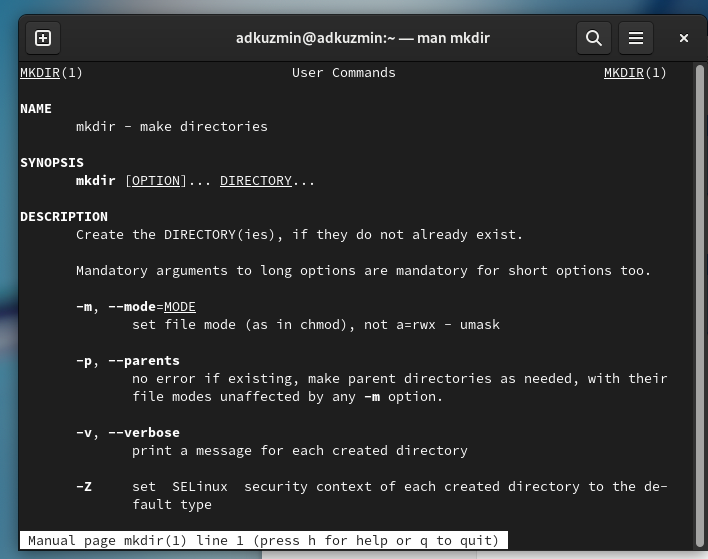 adkuzmin@adkuzmin:~ — man mkdir
MKDIR(1) User Commands MKDIR(1)
NAME
mkdir - make directories
SYNOPSIS
mkdir [OPTION]... DIRECTORY...
DESCRIPTION
Create the DIRECTORY(ies), if they do not already exist.
Mandatory arguments to long options are mandatory for short options too.
-m, --mode=MODE
set file mode (as in chmod), not a=rwx - umask
-p, --parents
no error if existing, make parent directories as needed, with their
file modes unaffected by any -m option.
-v, --verbose
print a message for each created directory
-Z set SELinux security context of each created directory to the de-
fault type
Manual page mkdir(1) line 1 (press h for help or q to quit)